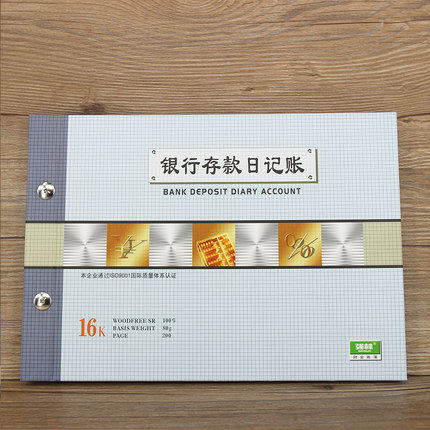 银行存款日记账
BANK DEPOSIT DIARY ACCOUNT
本企业通过ISO9001国际质量体系认证
16K
WOODFREE SR 100%
BASIS WEIGHT 80g
PAGE 200
强林